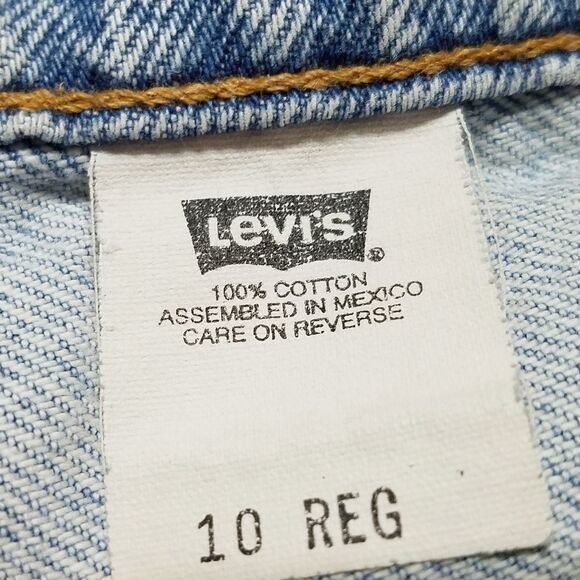 Levi's®
100% COTTON
ASSEMBLED IN MEXICO
CARE ON REVERSE
10 REG